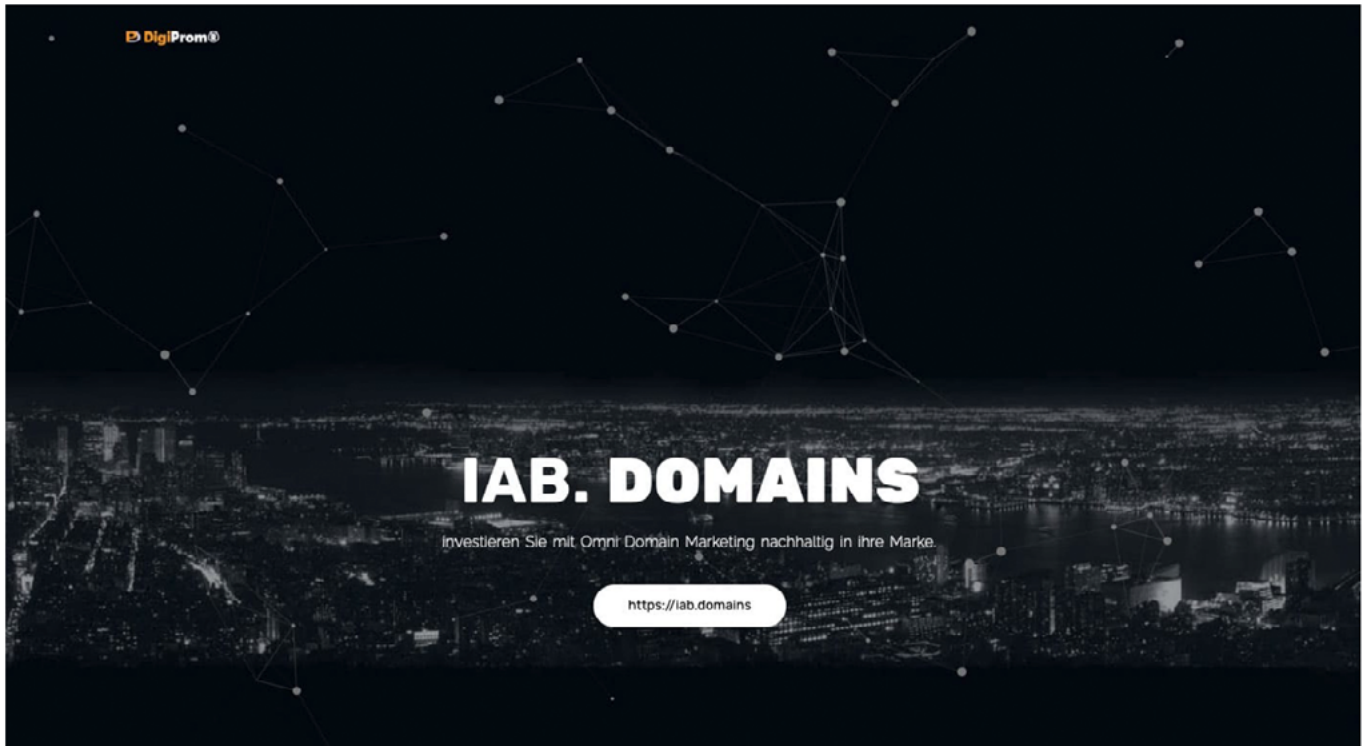 DigiProm®
IAB. DOMAINS
investieren Sie mit Omni Domain Marketing nachhaltig in ihre Marke.
https://iab.domains